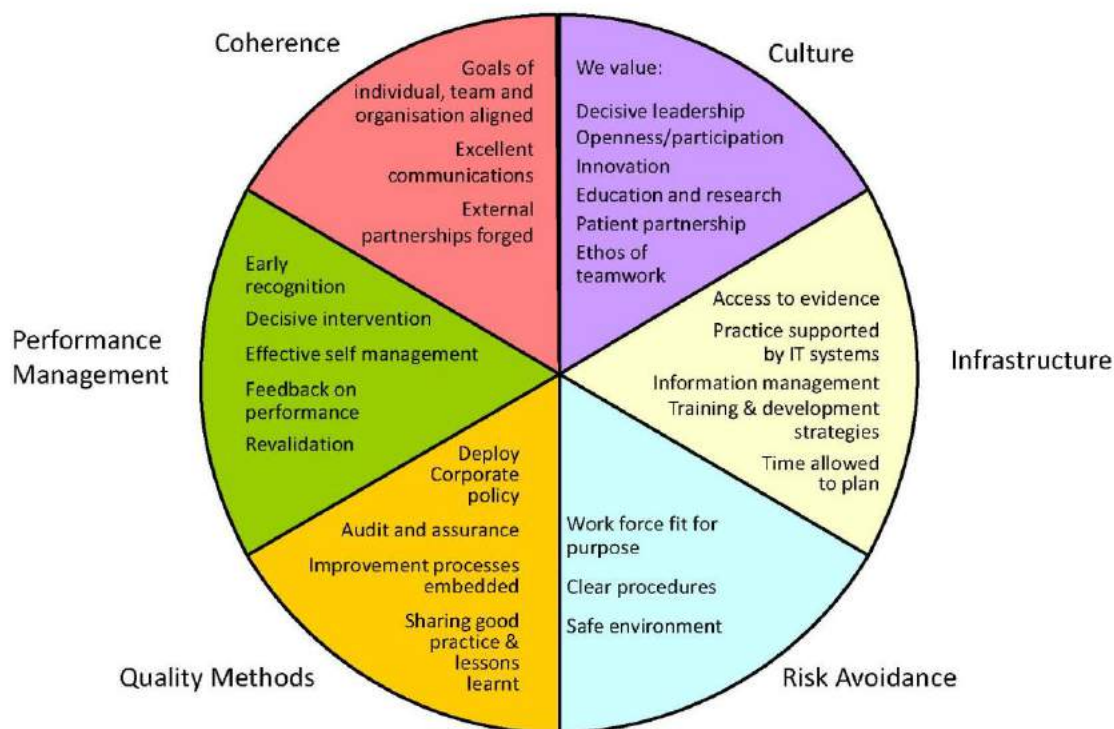 Coherence
Goals of
individual, team and
organisation aligned
Excellent
communications
External
partnerships forged
Culture
We value:
Decisive leadership
Openness/participation
Innovation
Education and research
Patient partnership
Ethos of
teamwork
Infrastructure
Access to evidence
Practice supported
by IT systems
Information management
Training & development
strategies
Time allowed
to plan
Risk Avoidance
Work force fit for
purpose
Clear procedures
Safe environment
Quality Methods
Deploy
Corporate
policy
Audit and assurance
Improvement processes
embedded
Sharing good
practice &
lessons
learnt
Performance
Management
Early
recognition
Decisive intervention
Effective self management
Feedback on
performance
Revalidation